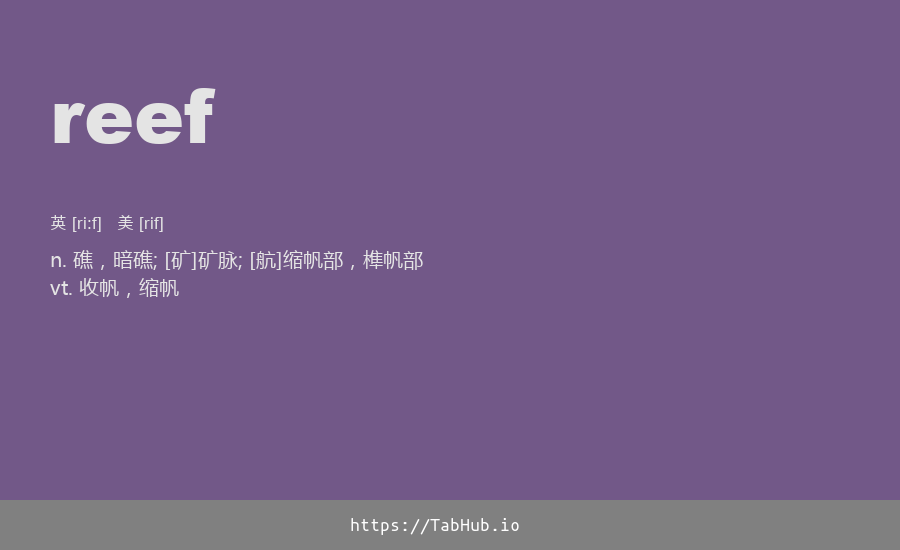 reef
英 [ri:f] 美 [rif]
n. 礁，暗礁; [矿]矿脉; [航]缩帆部，榫帆部
vt. 收帆，缩帆
https://TabHub.io